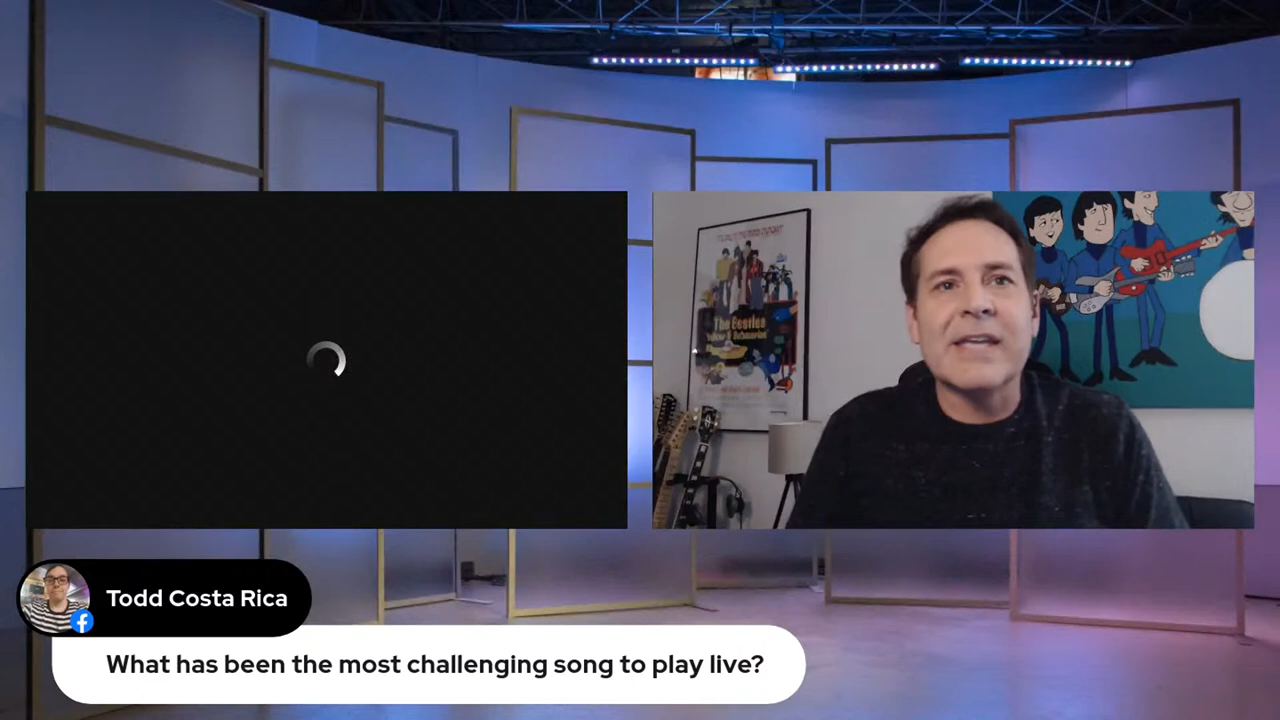 The Beatles
Yellow Submarine
Todd Costa Rica
What has been the most challenging song to play live?